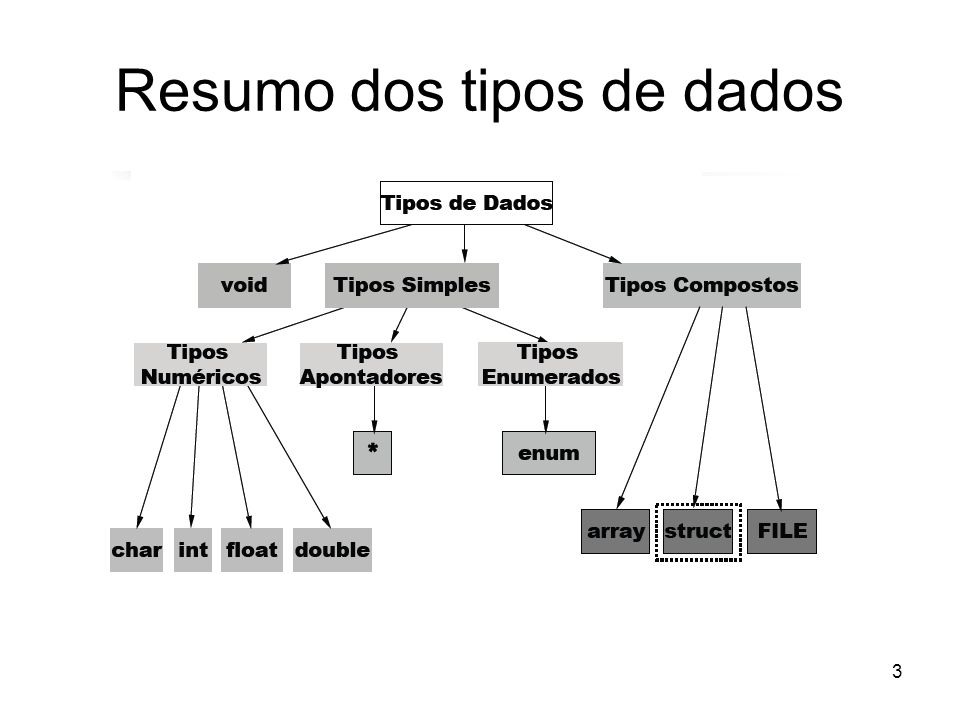 Resumo dos tipos de dados
Tipos de Dados
void
Tipos Simples
Tipos Compostos
Tipos
Numéricos
Tipos
Apontadores
Tipos
Enumerados
*
enum
array
struct
FILE
char
int
float
double
3